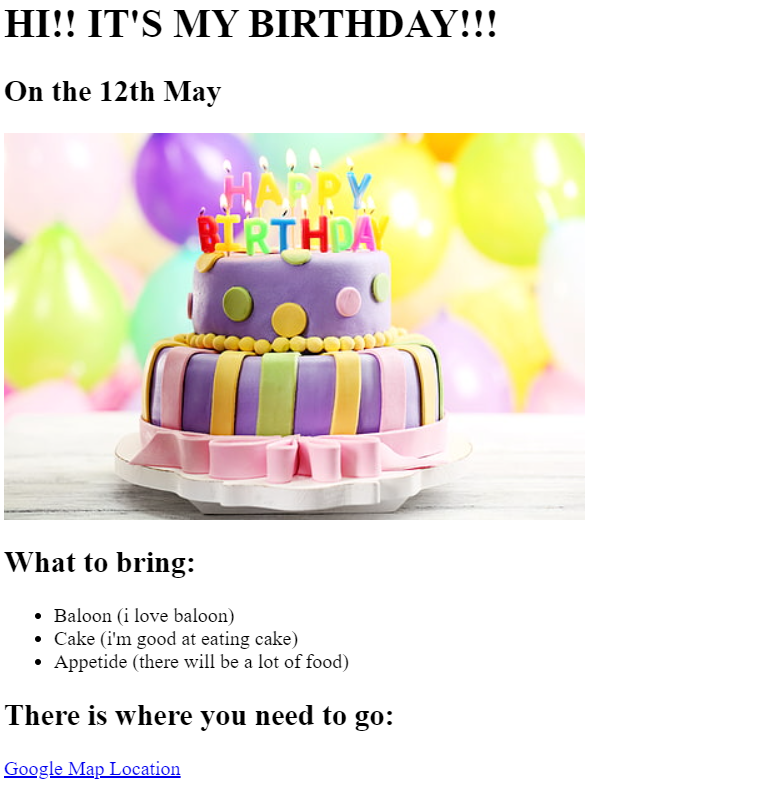 HI!! IT'S MY BIRTHDAY!!!
On the 12th May
HAPPY
BIRTHDAY
What to bring:
Baloon (i love baloon)
Cake (i'm good at eating cake)
Appetide (there will be a lot of food)
There is where you need to go:
Google Map Location